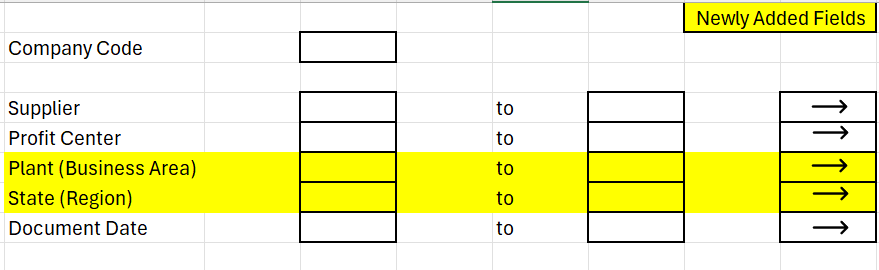 Newly Added Fields
Company Code
Supplier to →
Profit Center to →
Plant (Business Area) to →
State (Region) to →
Document Date to →